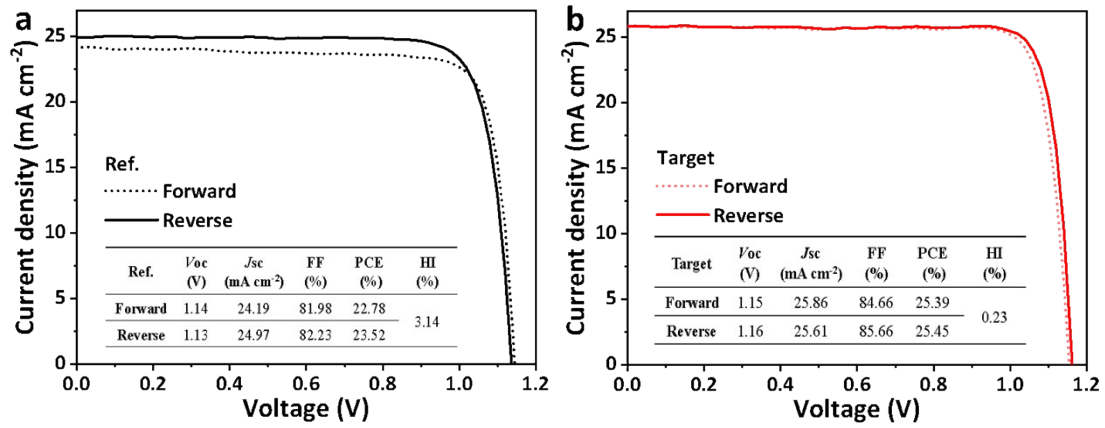 a
Current density (mA cm⁻²)
25
20
15
10
5
0
Ref.
Forward
Reverse
Ref. Voc (V) Jsc (mA cm⁻²) FF (%) PCE (%) HI (%)
Forward 1.14 24.19 81.98 22.78 3.14
Reverse 1.13 24.97 82.23 23.52
0.0 0.2 0.4 0.6 0.8 1.0 1.2
Voltage (V)
b
Current density (mA cm⁻²)
25
20
15
10
5
0
Target
Forward
Reverse
Target Voc (V) Jsc (mA cm⁻²) FF (%) PCE (%) HI (%)
Forward 1.15 25.86 84.66 25.39 0.23
Reverse 1.16 25.61 85.66 25.45
0.0 0.2 0.4 0.6 0.8 1.0 1.2
Voltage (V)